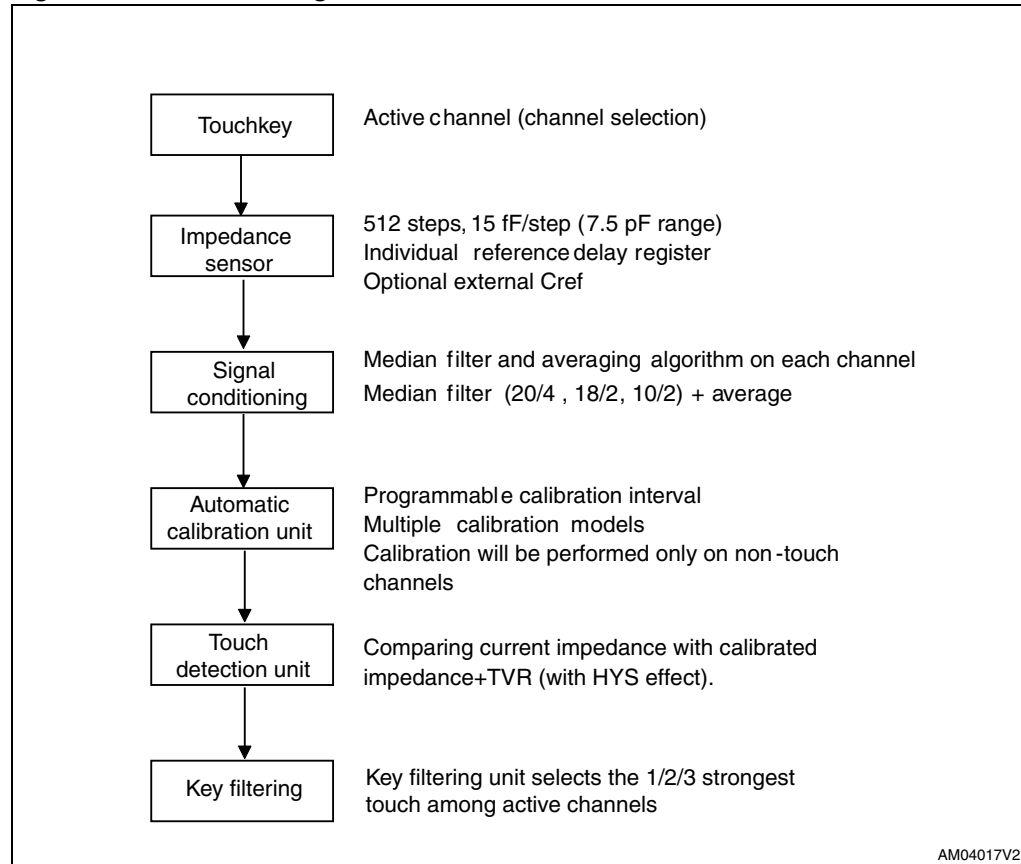 Touchkey
Active channel (channel selection)
Impedance
sensor
512 steps, 15 fF/step (7.5 pF range)
Individual reference delay register
Optional external Cref
Signal
conditioning
Median filter and averaging algorithm on each channel
Median filter (20/4 , 18/2, 10/2) + average
Automatic
calibration unit
Programmable calibration interval
Multiple calibration models
Calibration will be performed only on non-touch
channels
Touch
detection unit
Comparing current impedance with calibrated
impedance+TVR (with HYS effect).
Key filtering
Key filtering unit selects the 1/2/3 strongest
touch among active channels
AM04017V2